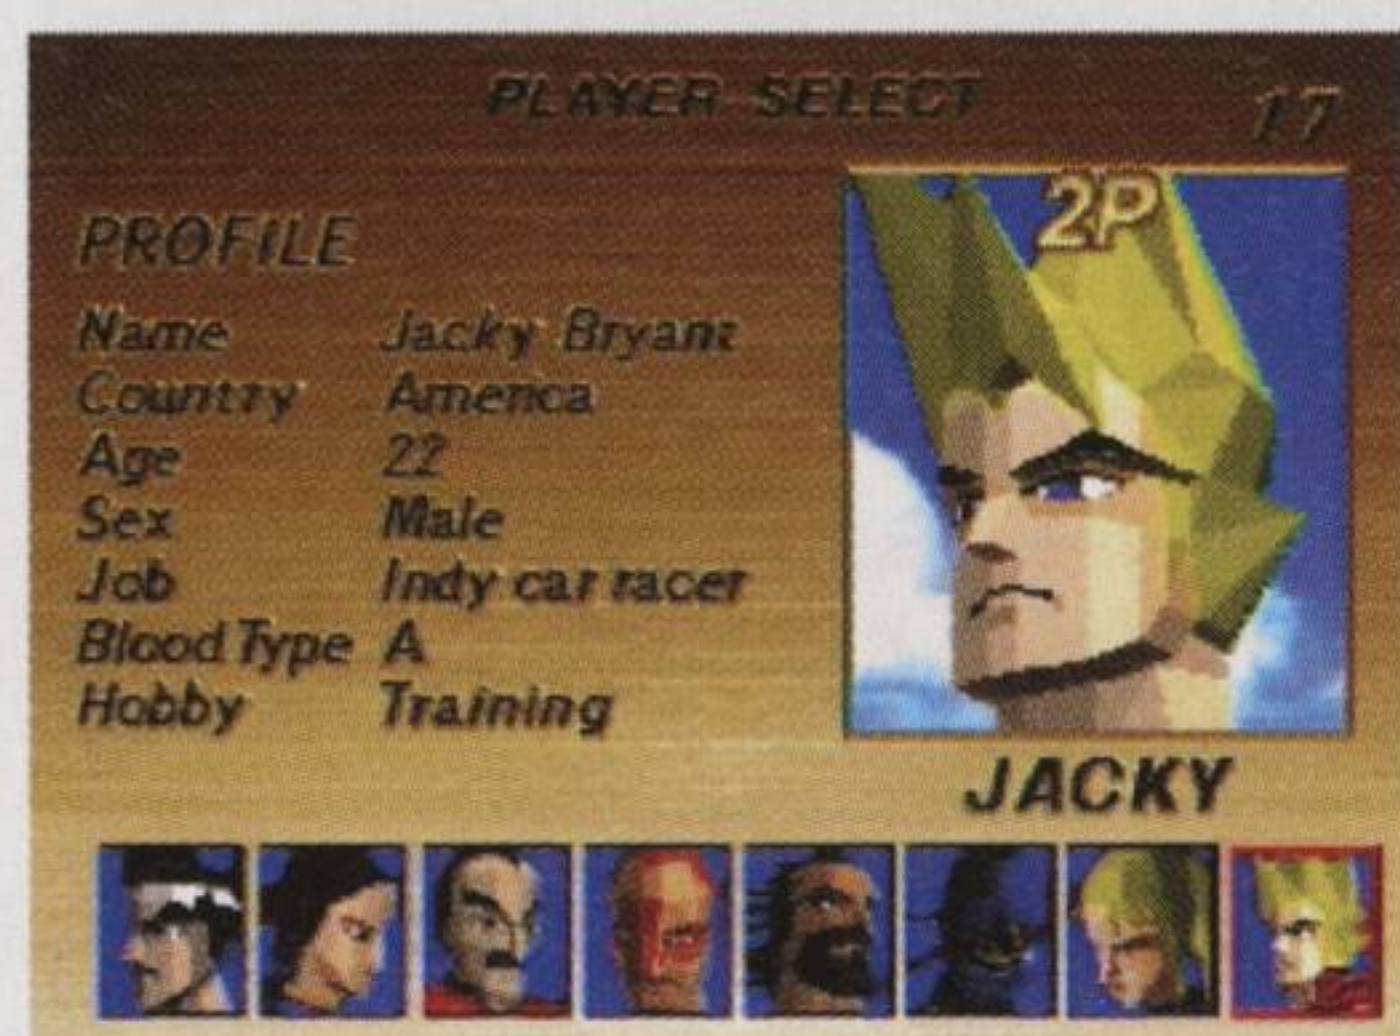 PLAYER SELECT
17
2P
PROFILE
Name Jacky Bryant
Country America
Age 22
Sex Male
Job Indy car racer
Blood Type A
Hobby Training
JACKY